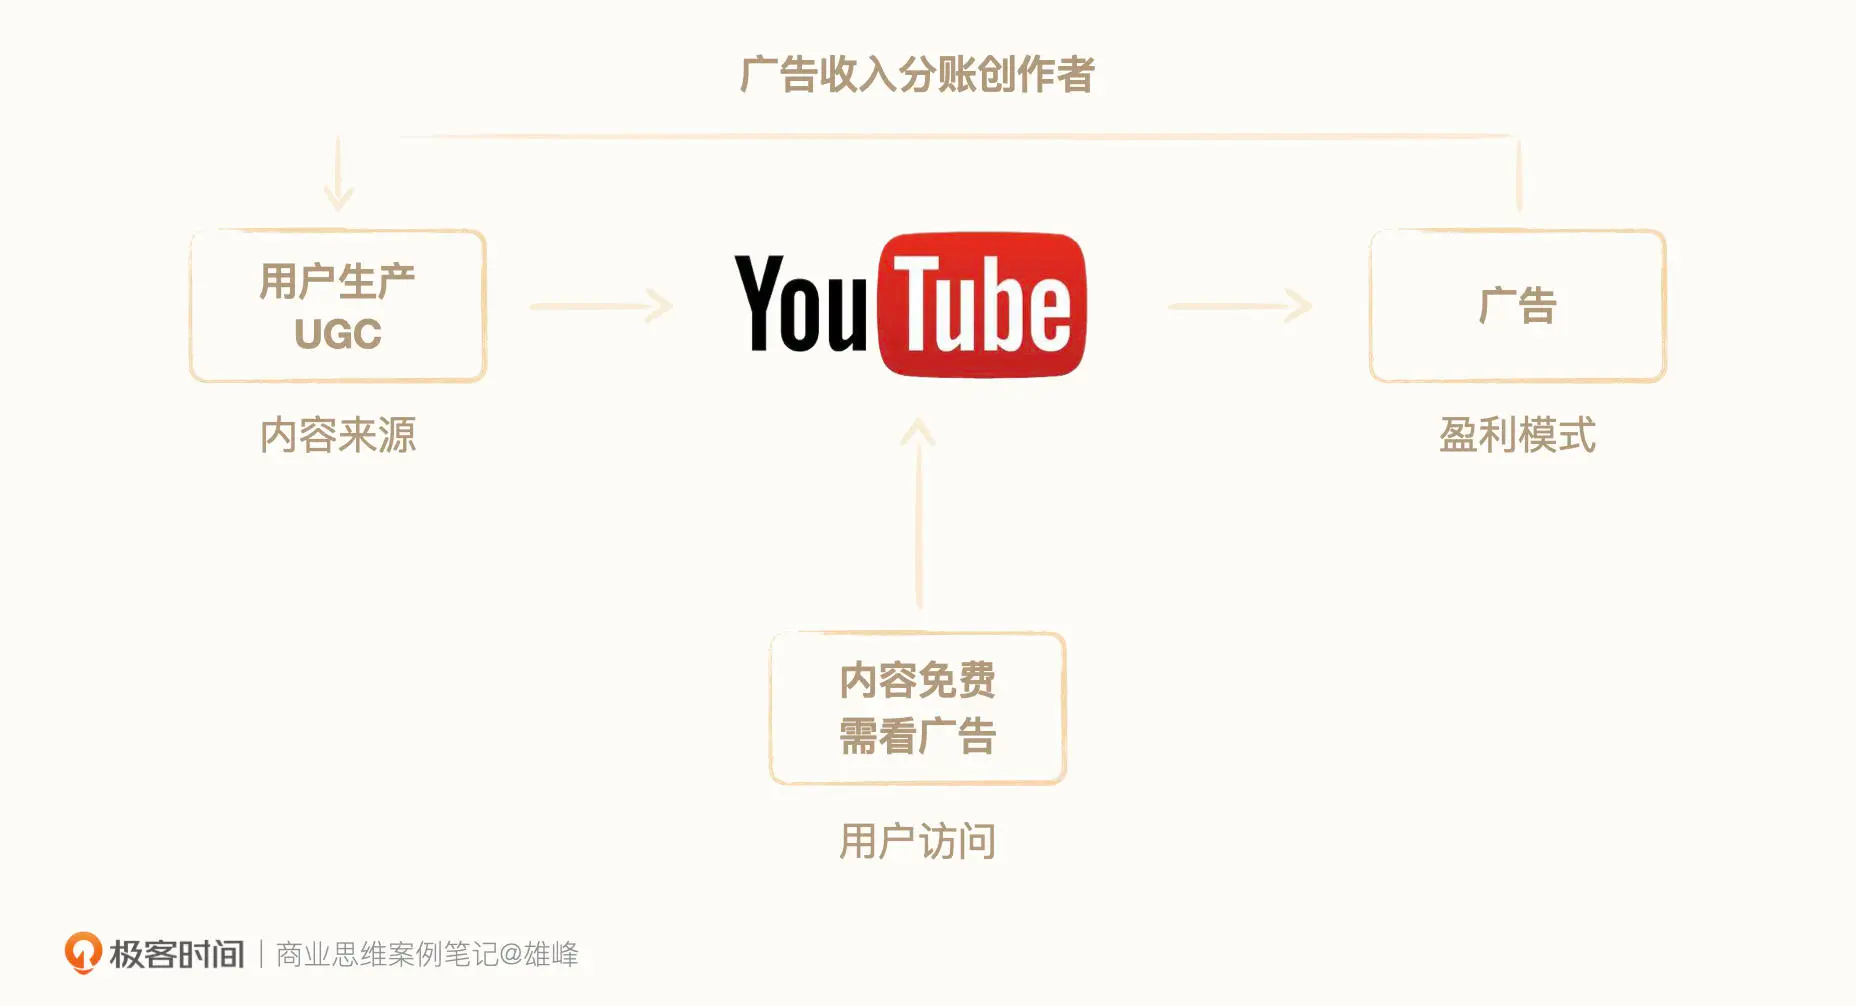 广告收入分账创作者
用户生产
UGC
YouTube
广告
内容来源
盈利模式
内容免费
需看广告
用户访问
极客时间 | 商业思维案例笔记@雄峰